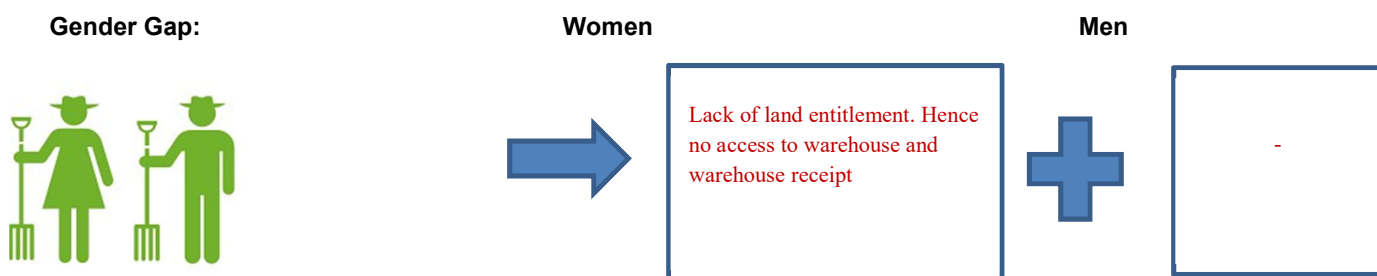 Gender Gap:
Women
Men
Lack of land entitlement. Hence
no access to warehouse and
warehouse receipt
-